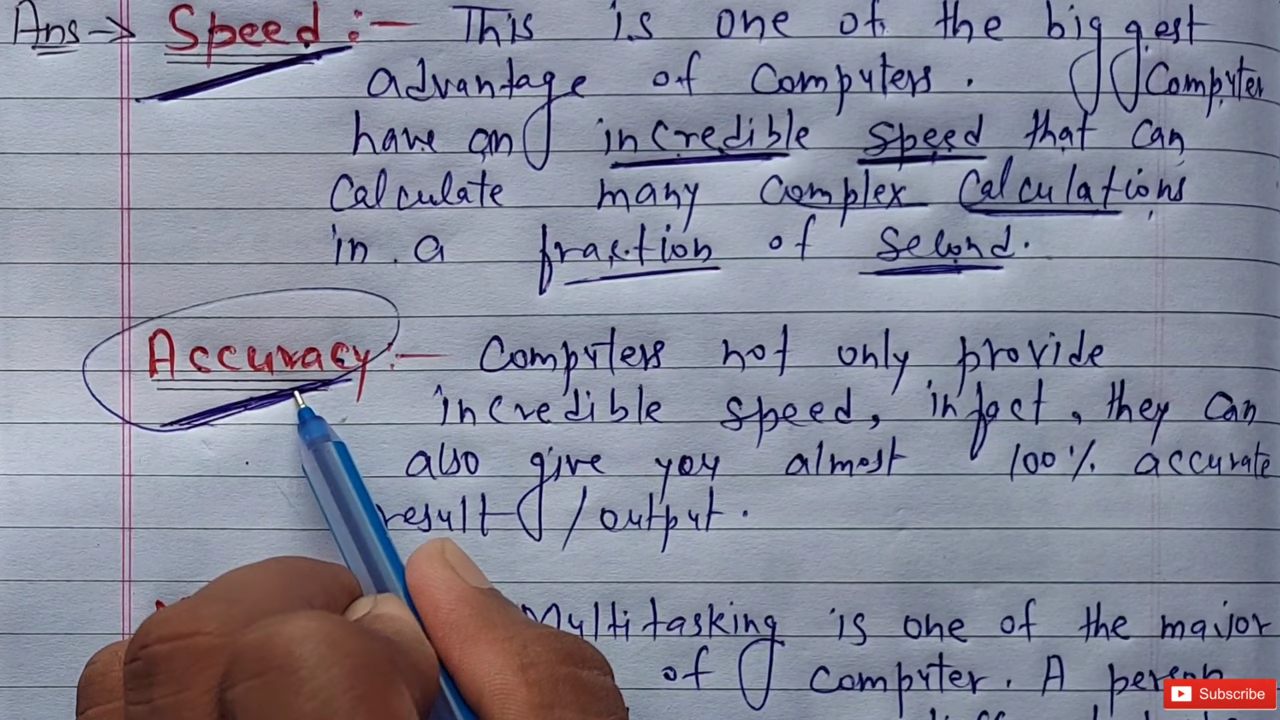 Ans → Speed :- This is one of the biggest
advantage of Computers. Computer
have an incredible speed that can
Calculate many Complex Calculations
in a fraction of Second.
Accuracy :- Computers not only provide
incredible speed, infact, they can
also give you almost 100% accurate
result / output.
Multitasking is one of the major
of Computer. A person
Subscribe